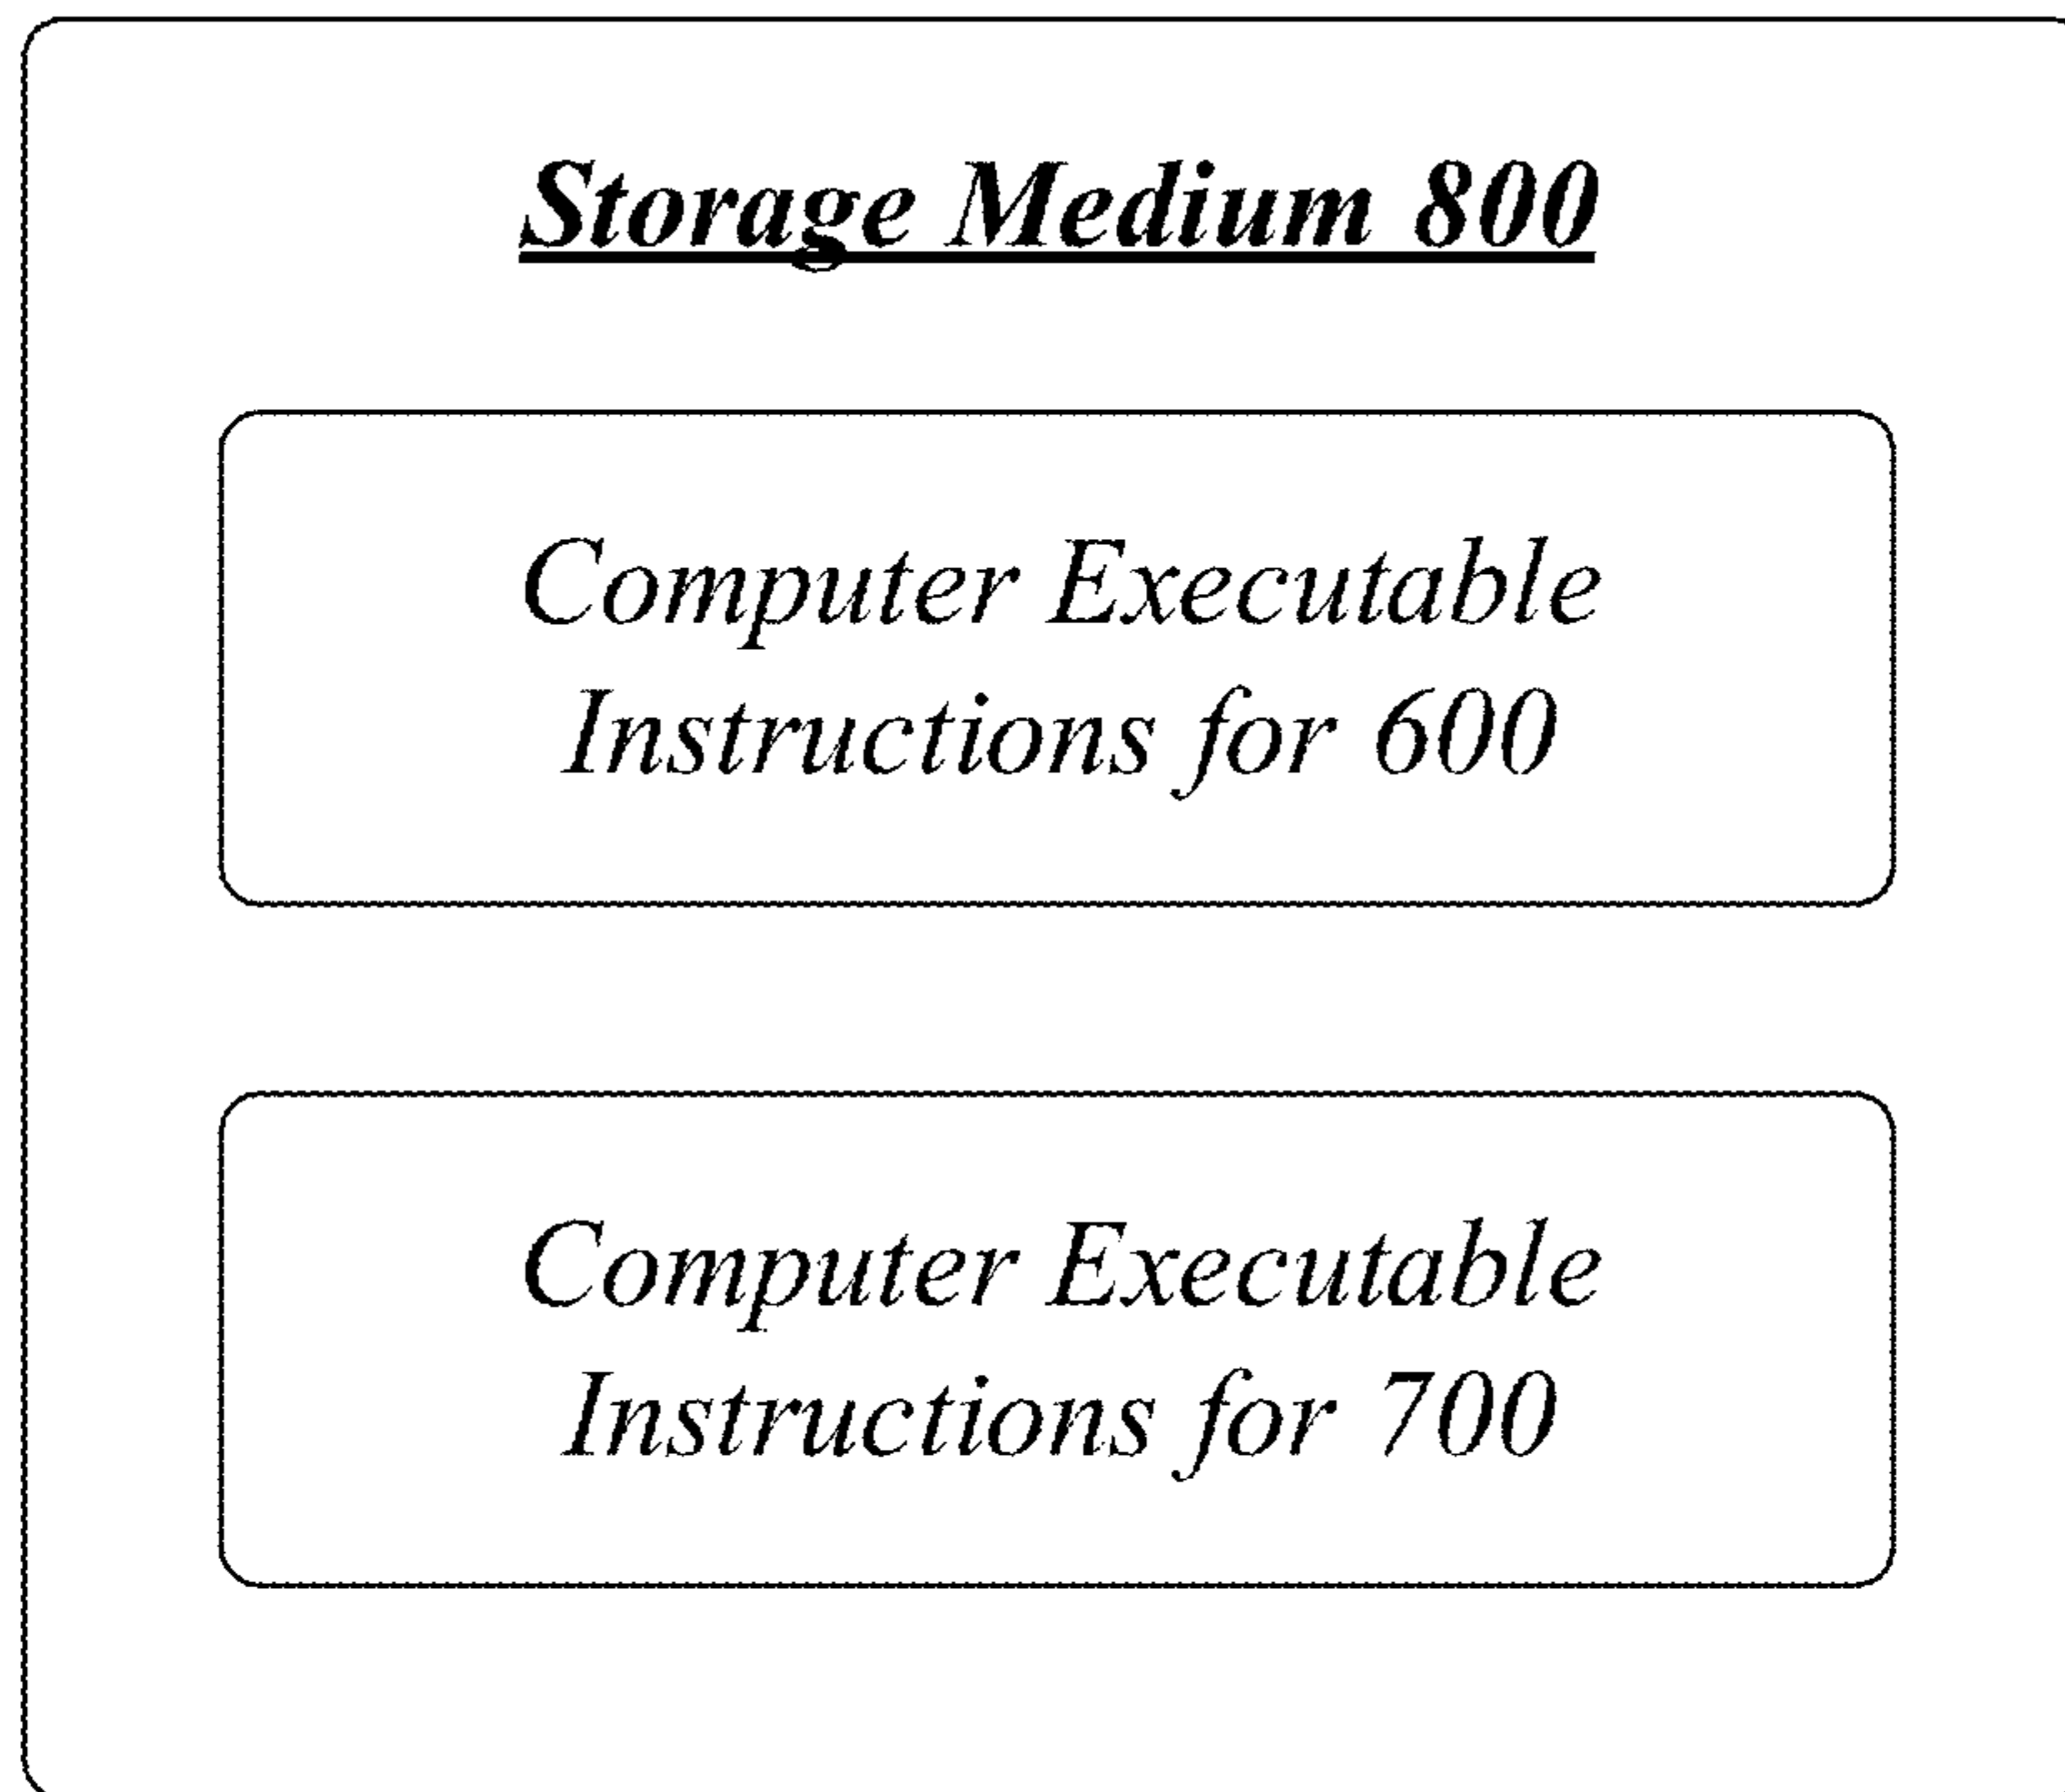 Storage Medium 800
Computer Executable
Instructions for 600
Computer Executable
Instructions for 700